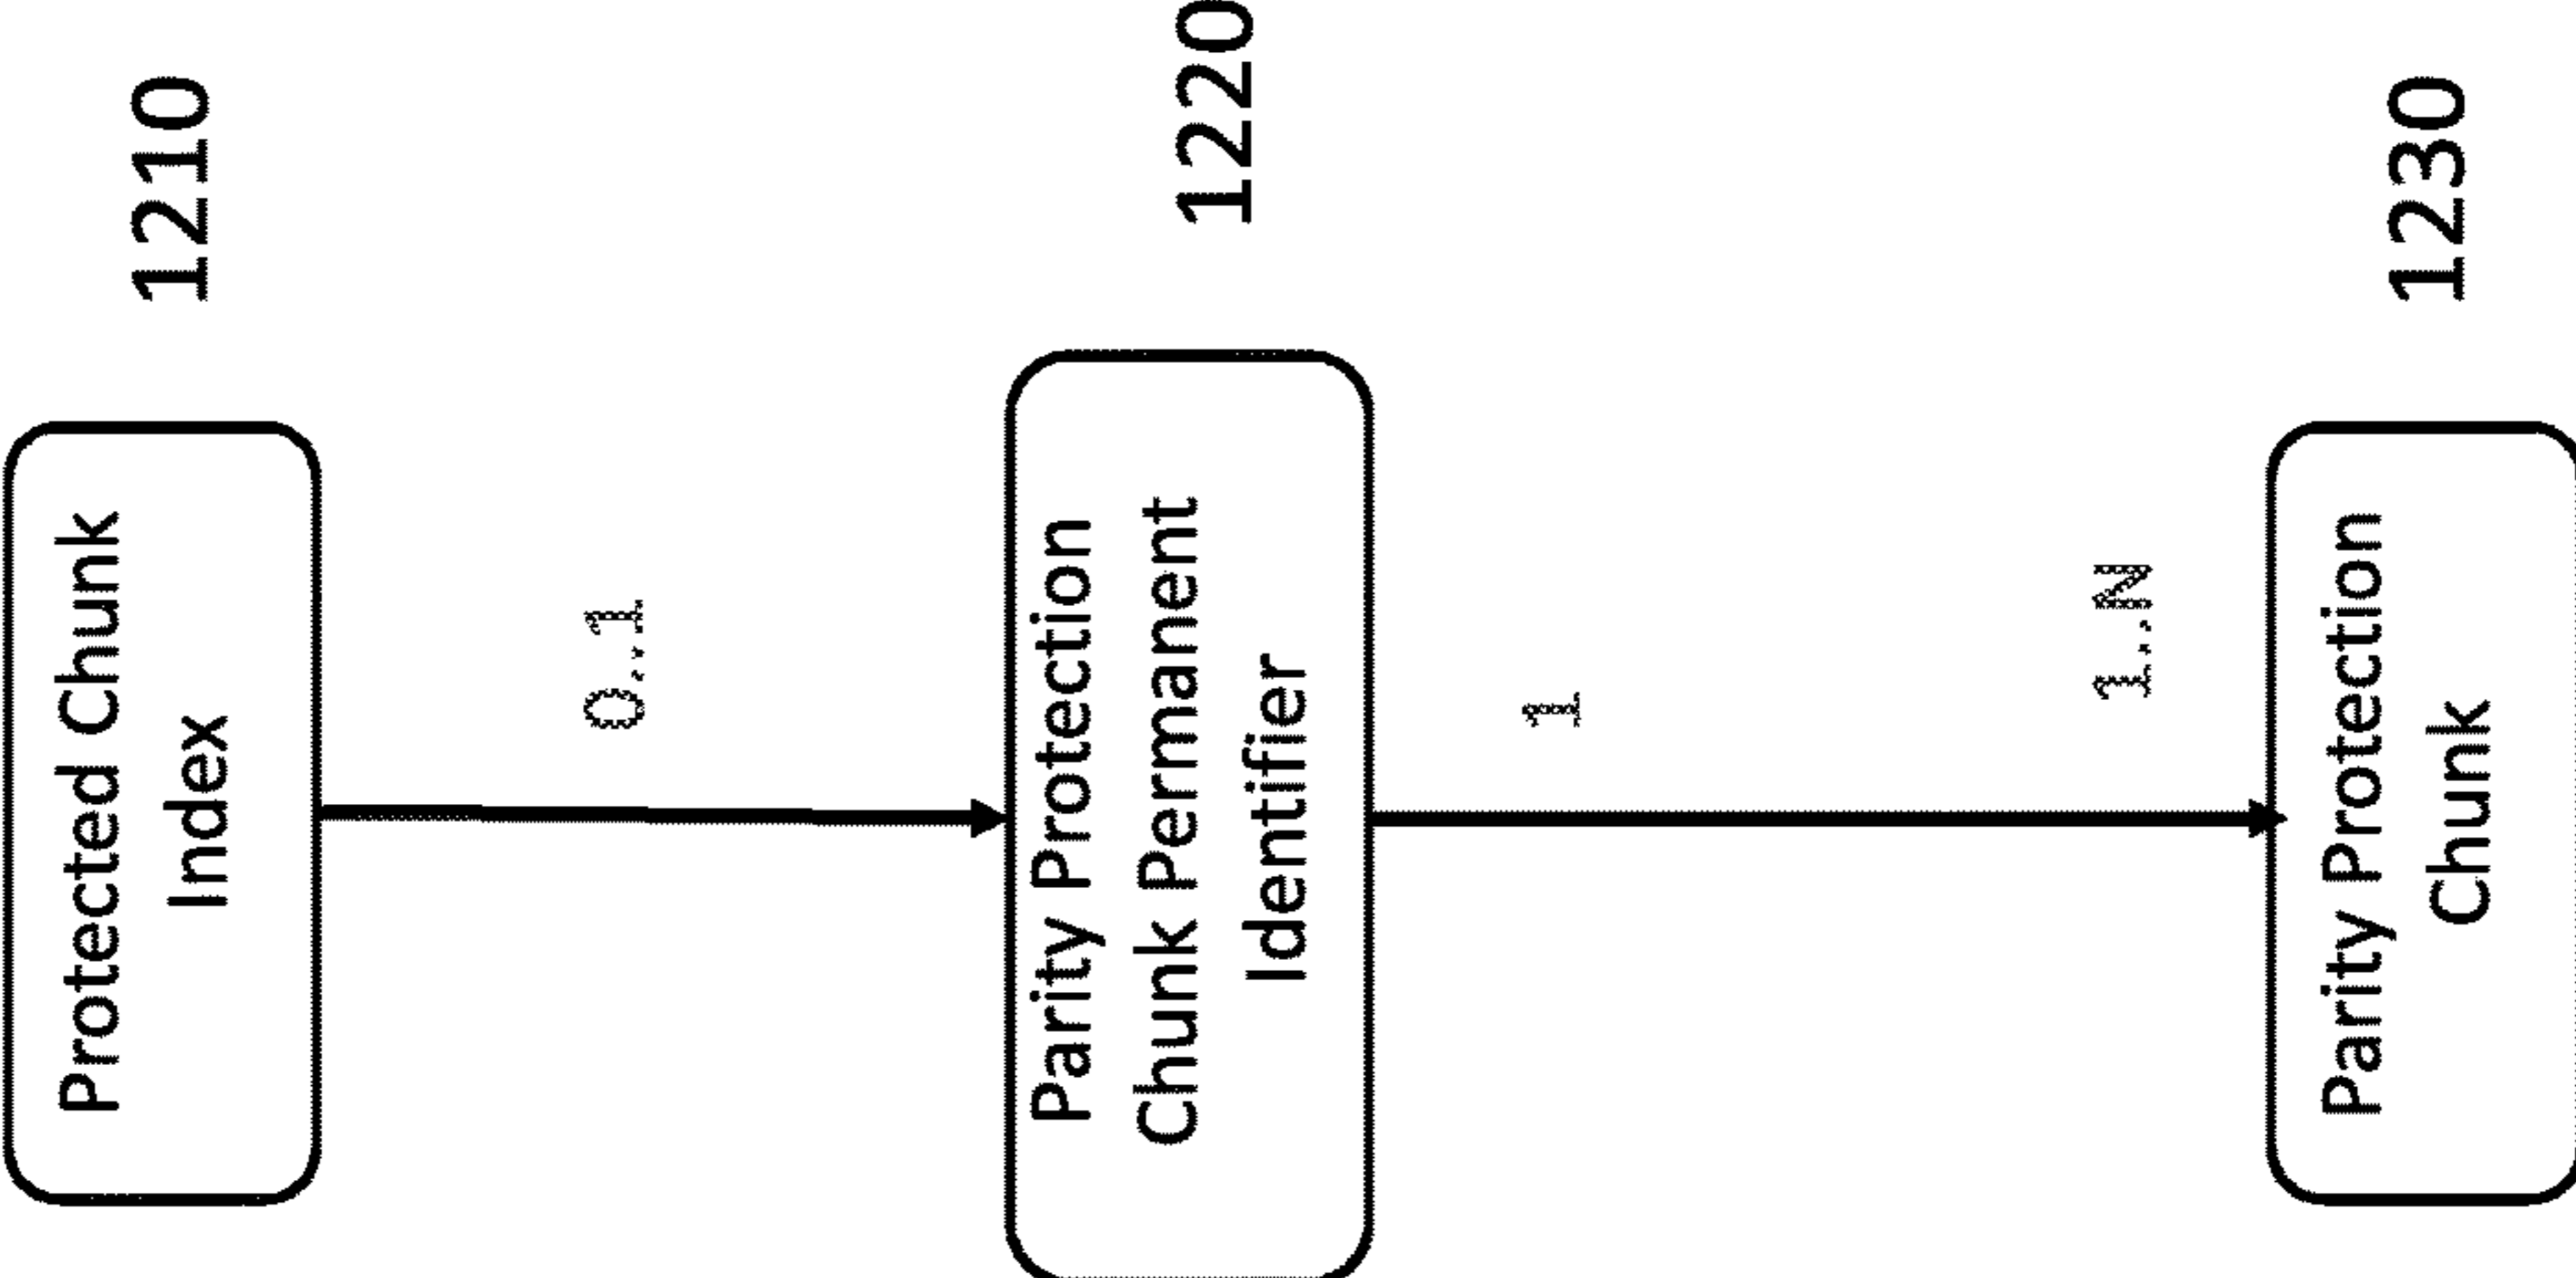 1210
Protected Chunk
Index
0..1
1220
Parity Protection
Chunk Permanent
Identifier
1
1..N
1230
Parity Protection
Chunk